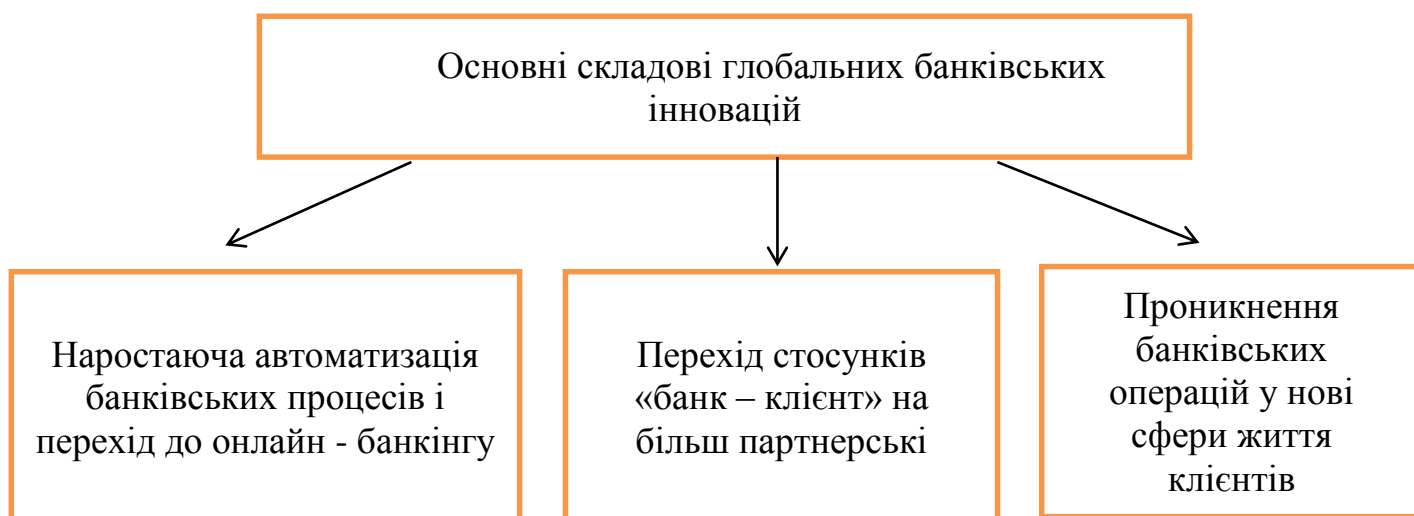 Основні складові глобальних банківських
інновацій
Наростаюча автоматизація
банківських процесів і
перехід до онлайн - банкінгу
Перехід стосунків
«банк – клієнт» на
більш партнерські
Проникнення
банківських
операцій у нові
сфери життя
клієнтів